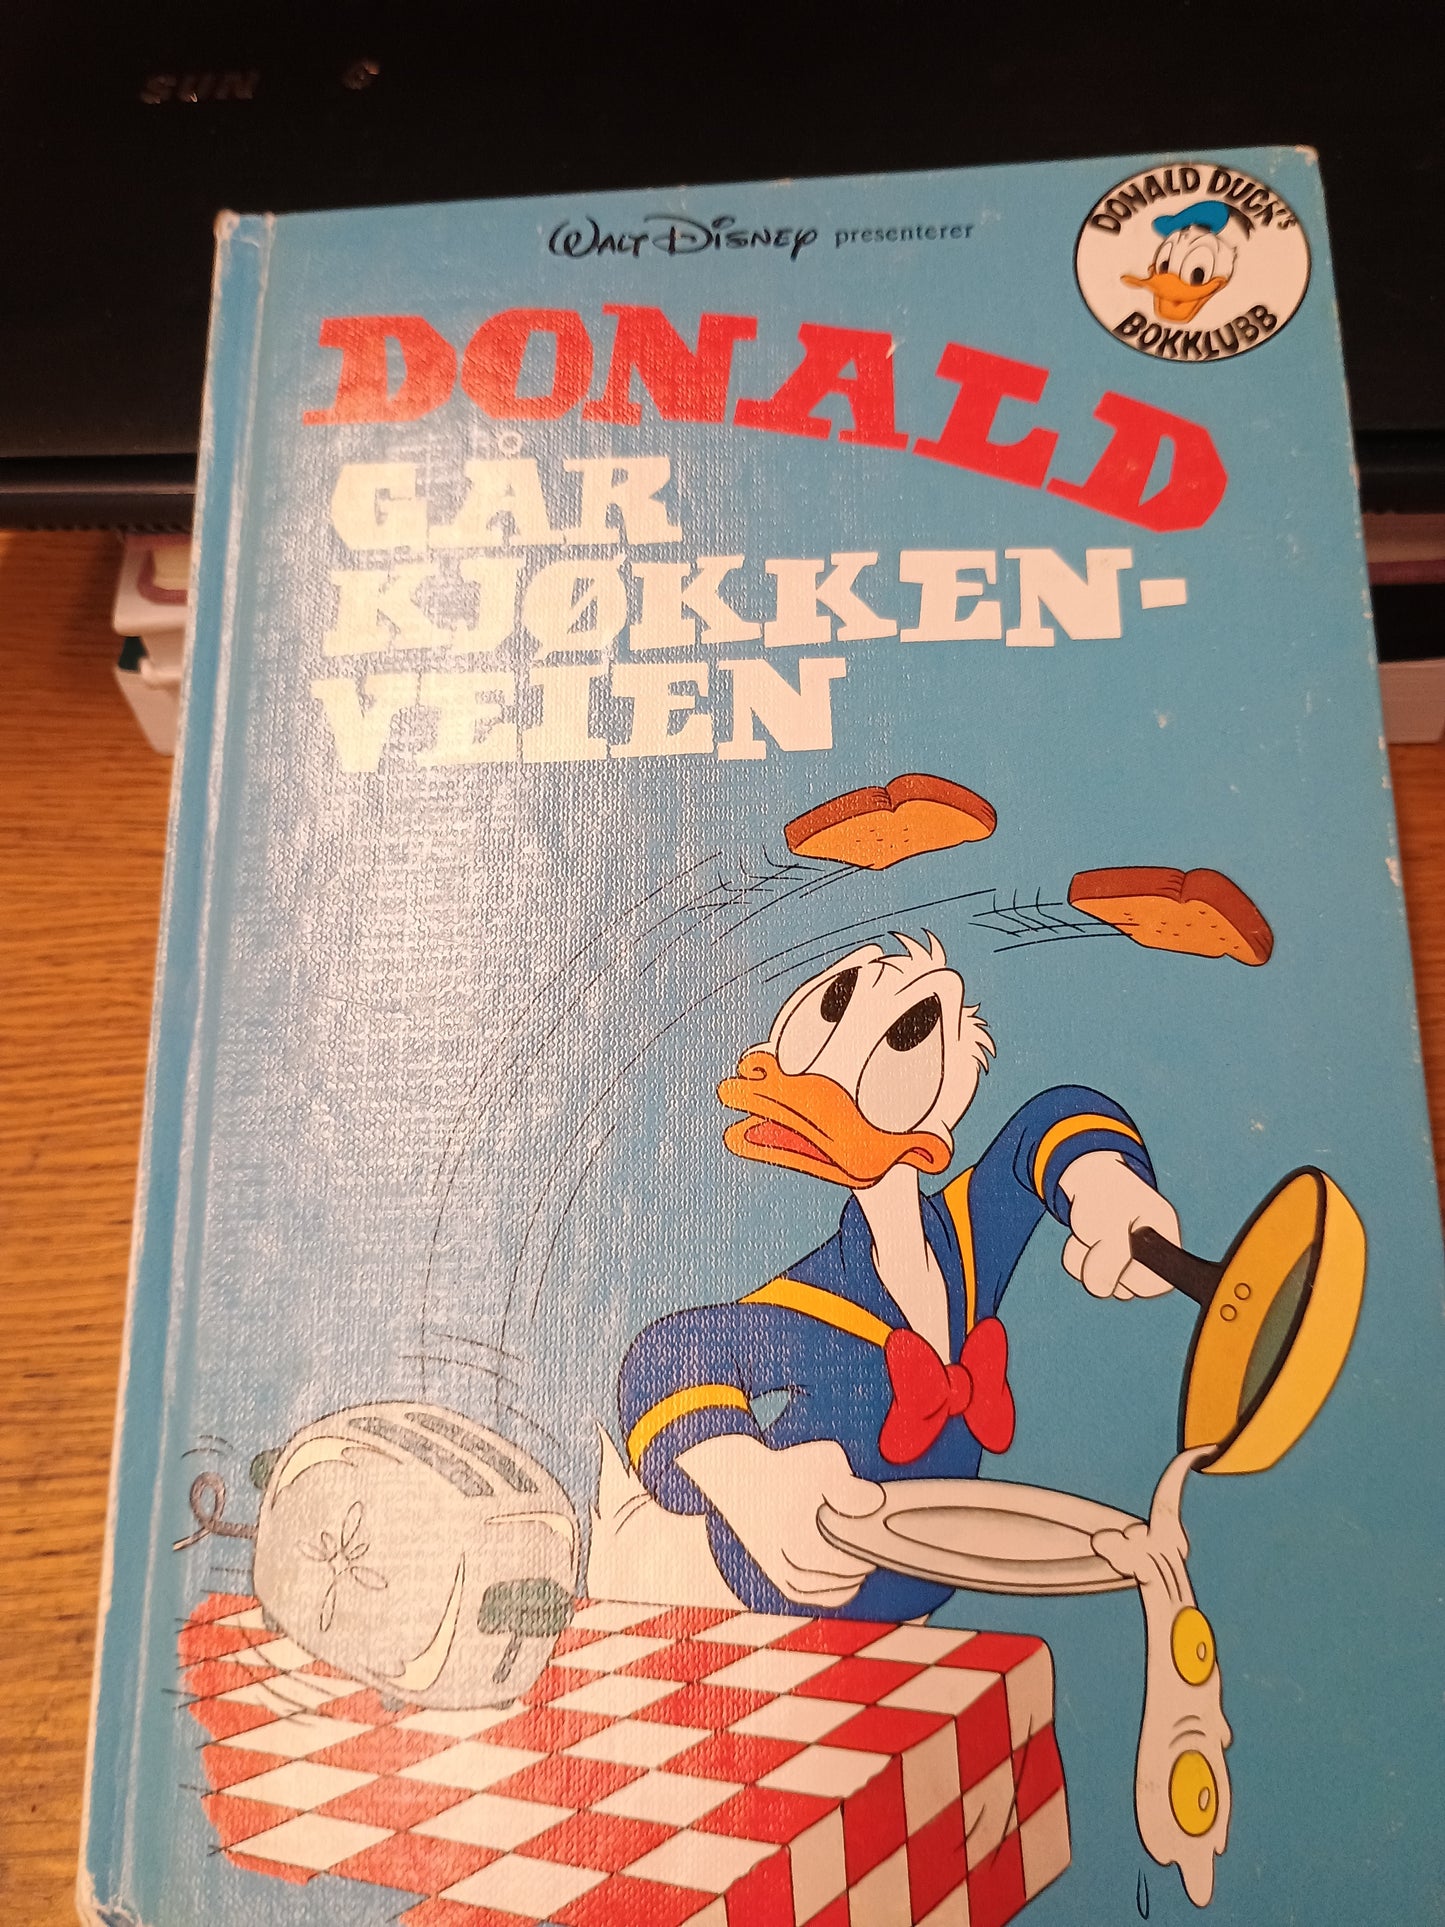 SUN
WALT DISNEY presenterer
DONALD DUCK's
BOKKLUBB
DONALD
GÅR
KJØKKEN-
VEIEN